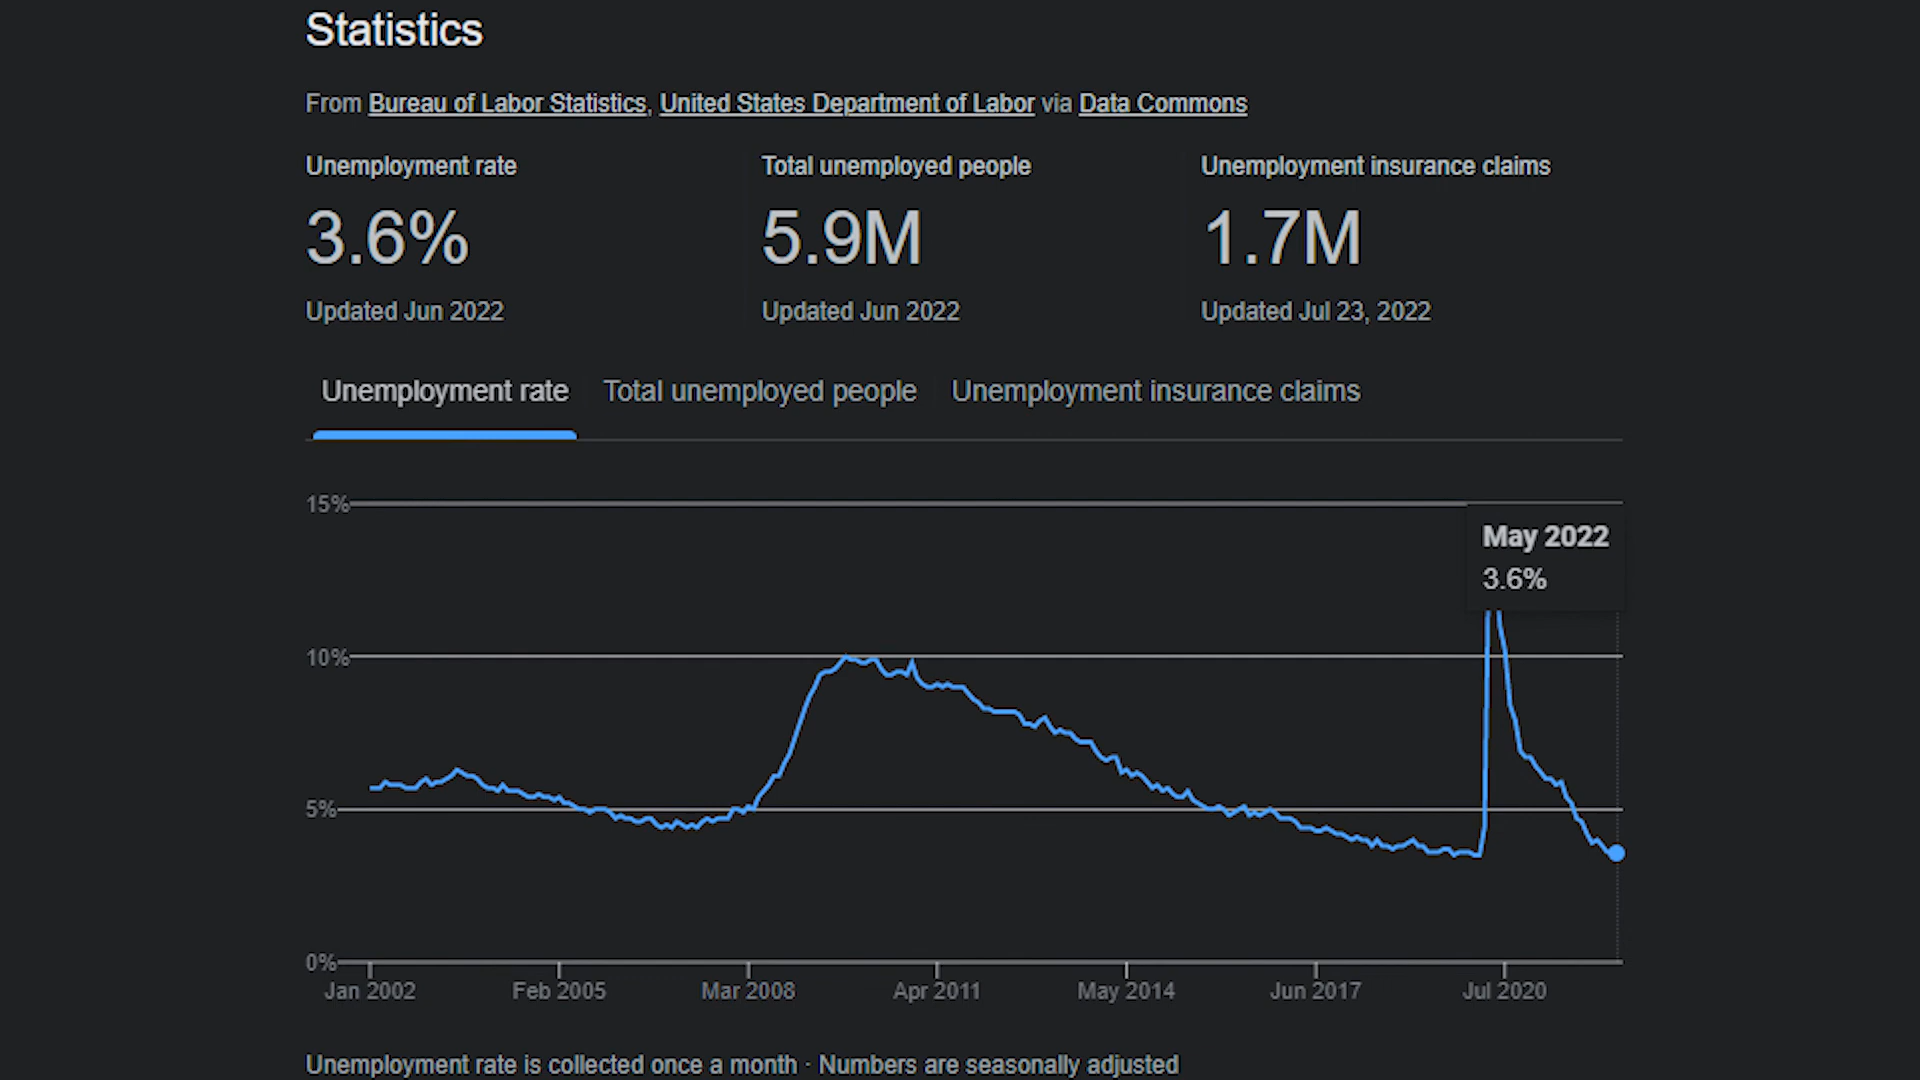 Statistics
From Bureau of Labor Statistics, United States Department of Labor via Data Commons
Unemployment rate Total unemployed people Unemployment insurance claims
3.6% 5.9M 1.7M
Updated Jun 2022 Updated Jun 2022 Updated Jul 23, 2022
Unemployment rate Total unemployed people Unemployment insurance claims
15%
May 2022
3.6%
10%
5%
0%
Jan 2002 Feb 2005 Mar 2008 Apr 2011 May 2014 Jun 2017 Jul 2020
Unemployment rate is collected once a month · Numbers are seasonally adjusted